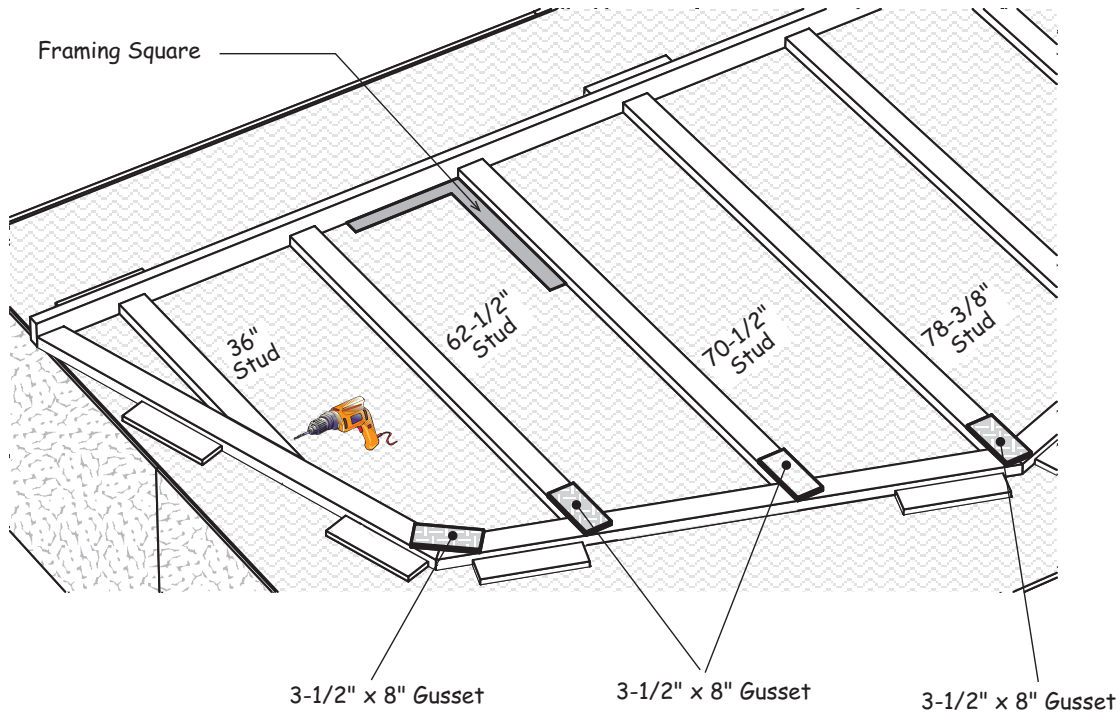 Framing Square
36"
Stud
62-1/2"
Stud
70-1/2"
Stud
78-3/8"
Stud
3-1/2" x 8" Gusset
3-1/2" x 8" Gusset
3-1/2" x 8" Gusset